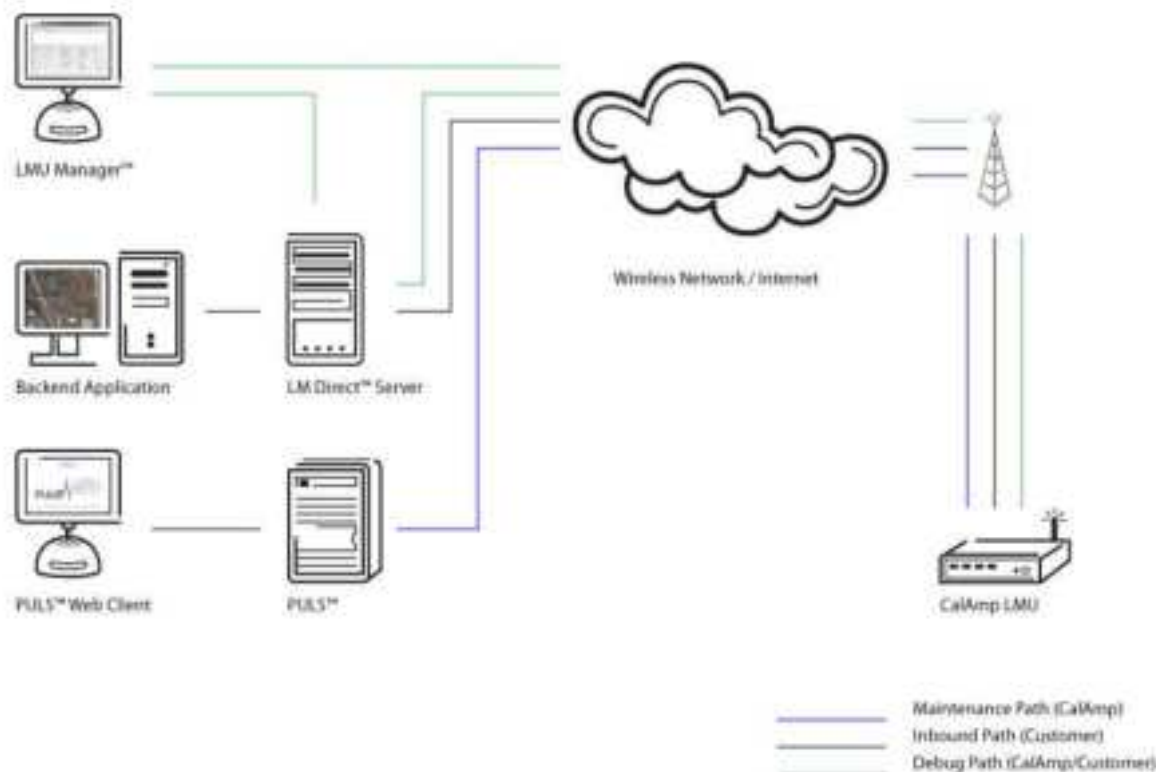 LMU Manager™
Wireless Network / Internet
Backend Application
LM Direct™ Server
PULS™ Web Client
PULS™
CalAmp LMU
Maintenance Path (CalAmp)
Inbound Path (Customer)
Debug Path (CalAmp/Customer)